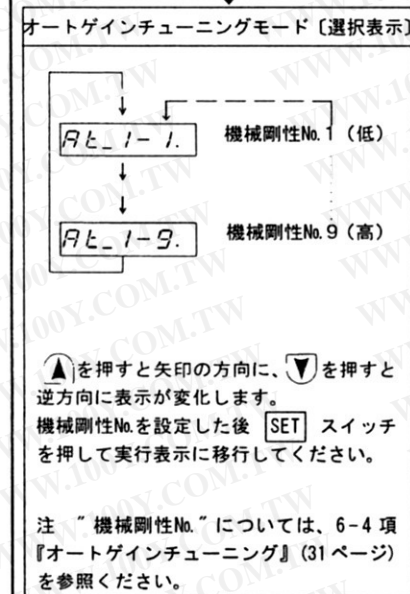 オートゲインチューニングモード〔選択表示〕
At_1-1.
機械剛性No.1（低）
At_1-9.
機械剛性No.9（高）
▲を押すと矢印の方向に、▼を押すと
逆方向に表示が変化します。
機械剛性No.を設定した後 SET スイッチ
を押して実行表示に移行してください。
注 ″機械剛性No.″については、6-4 項
『オートゲインチューニング』(31 ページ)
を参照ください。
WWW.100Y.COM.TW